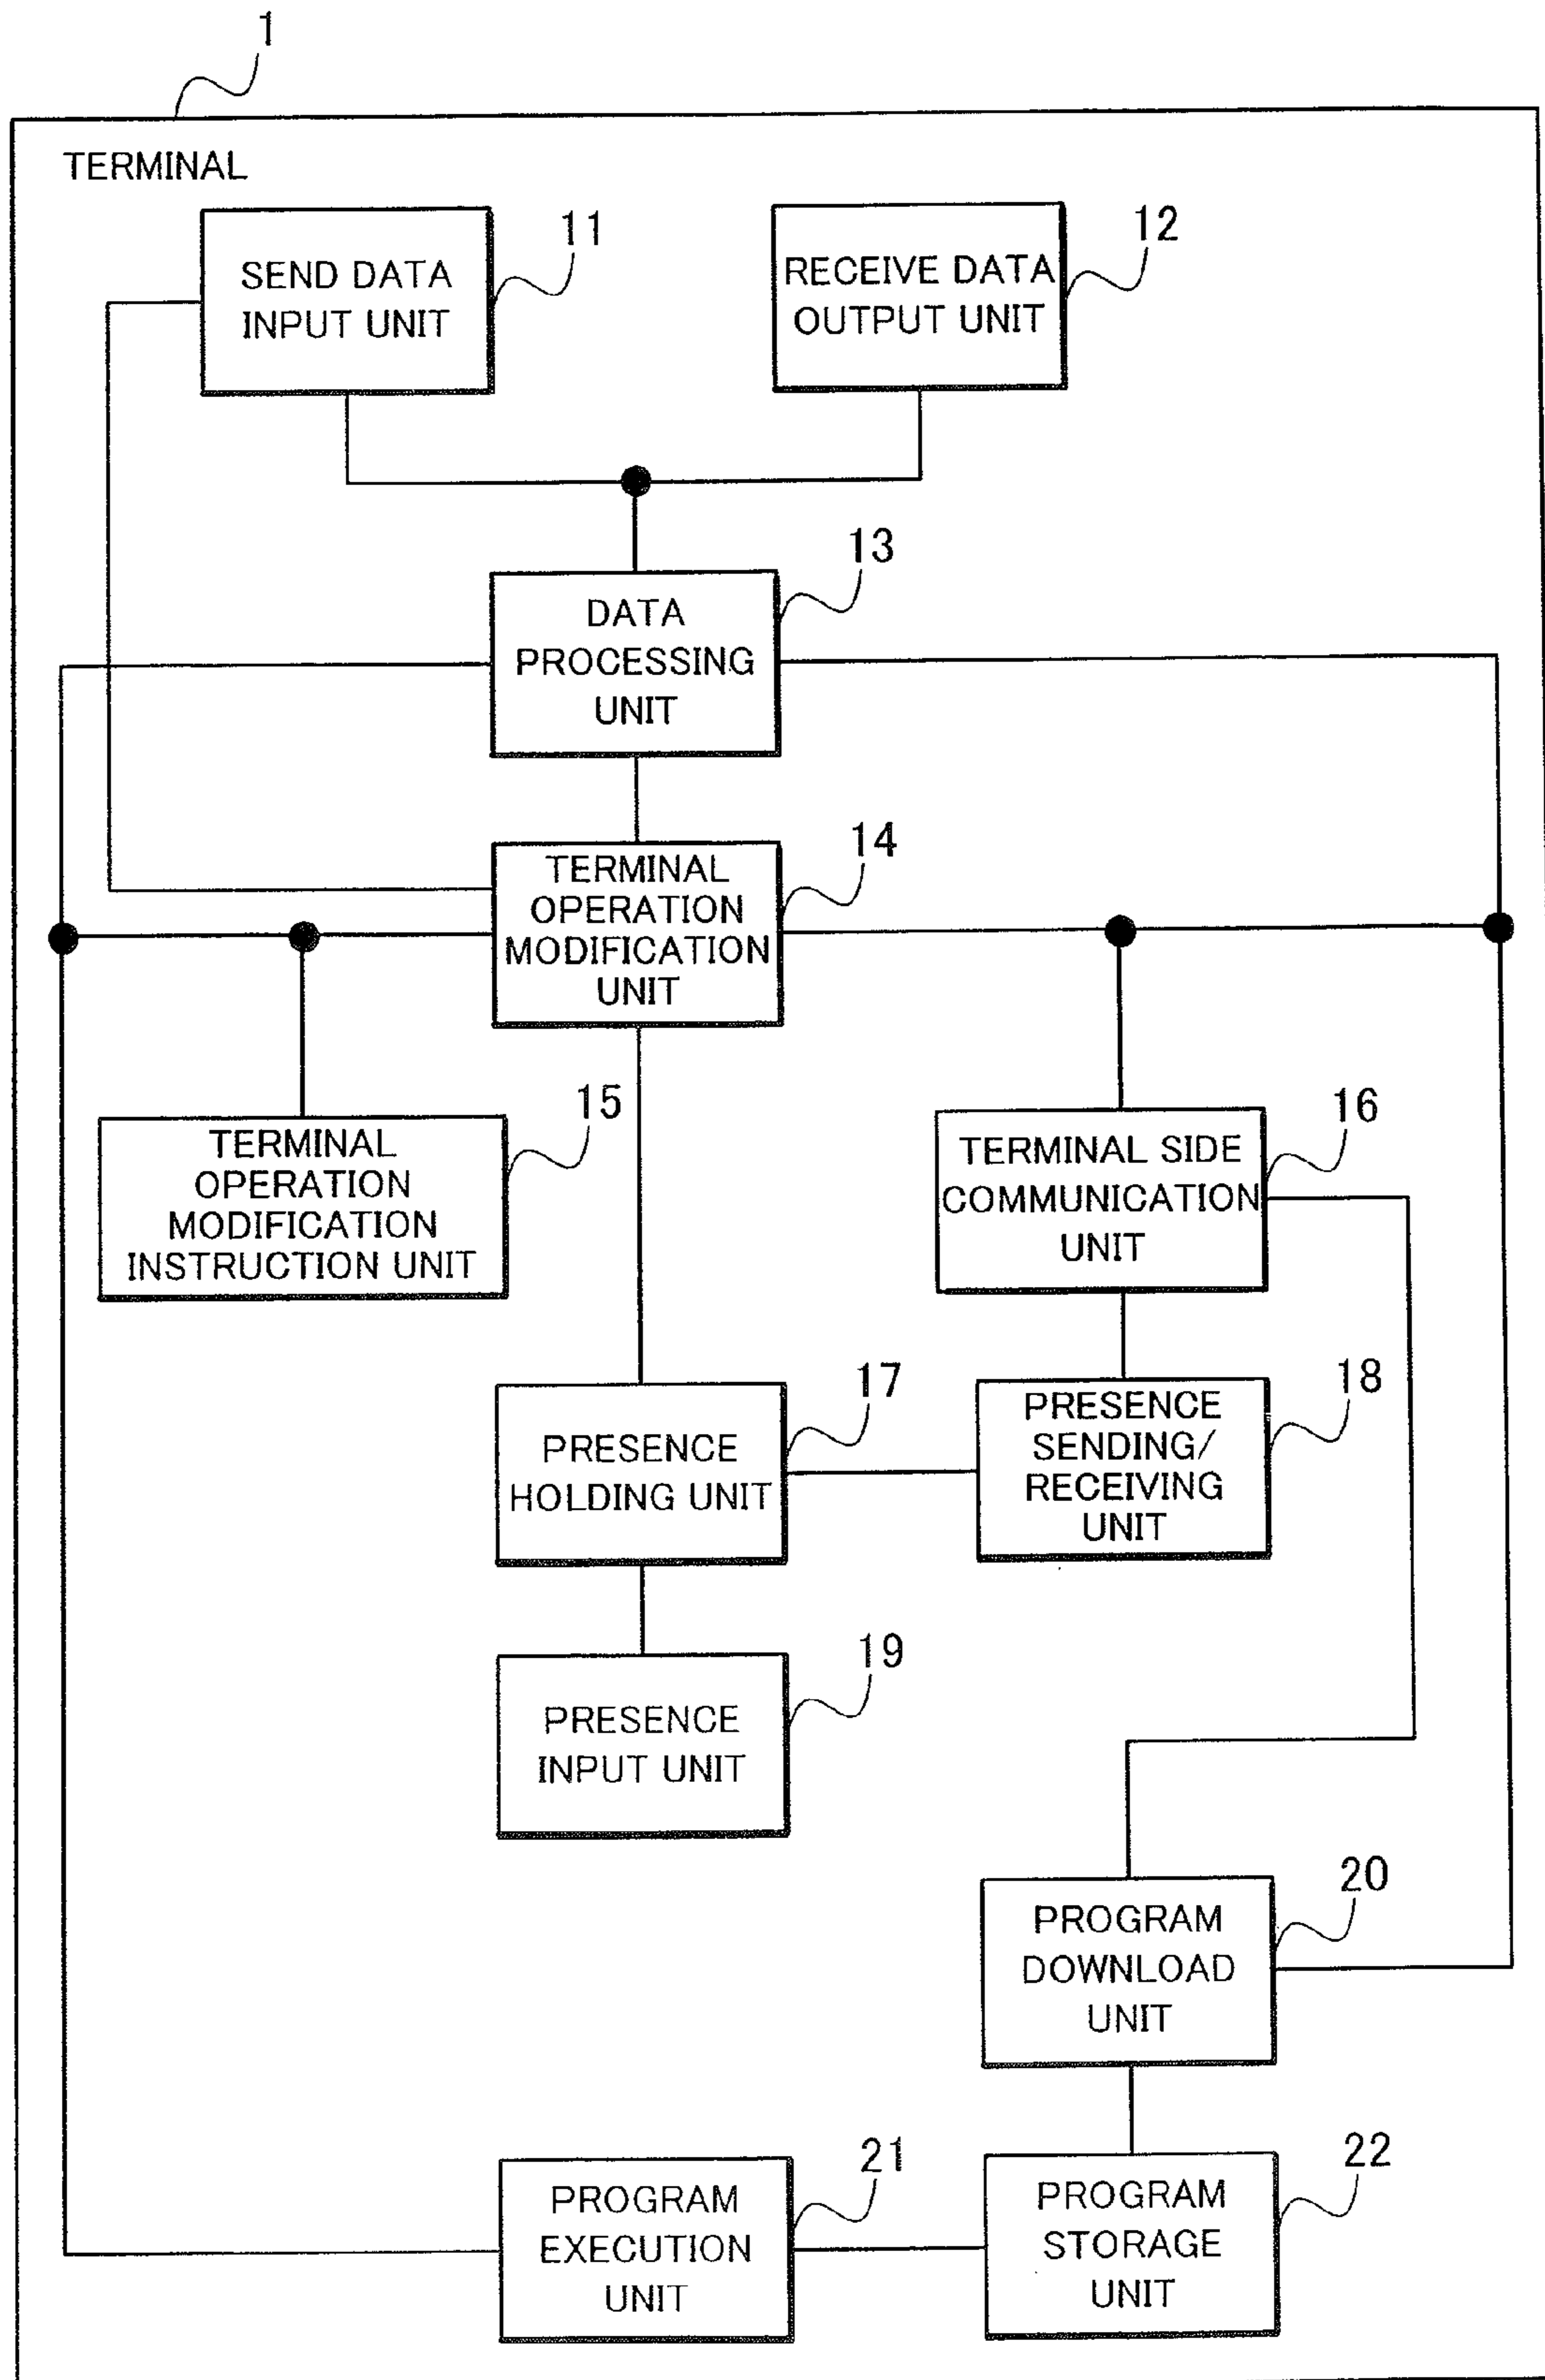 1
TERMINAL
11
SEND DATA
INPUT UNIT
12
RECEIVE DATA
OUTPUT UNIT
13
DATA
PROCESSING
UNIT
14
TERMINAL
OPERATION
MODIFICATION
UNIT
15
TERMINAL
OPERATION
MODIFICATION
INSTRUCTION UNIT
16
TERMINAL SIDE
COMMUNICATION
UNIT
17
PRESENCE
HOLDING UNIT
18
PRESENCE
SENDING/
RECEIVING
UNIT
19
PRESENCE
INPUT UNIT
20
PROGRAM
DOWNLOAD
UNIT
21
PROGRAM
EXECUTION
UNIT
22
PROGRAM
STORAGE
UNIT